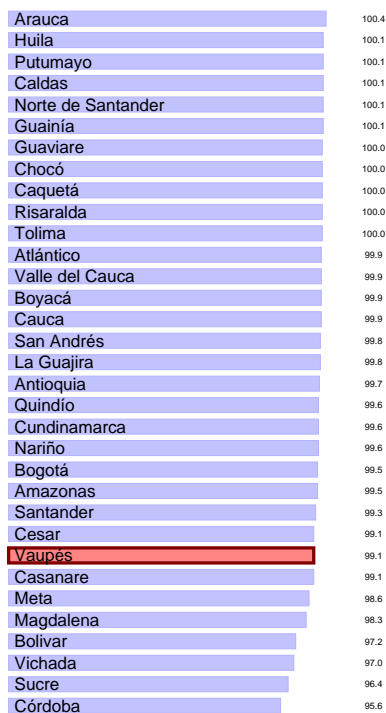 Arauca 100.4
Huila 100.1
Putumayo 100.1
Caldas 100.1
Norte de Santander 100.1
Guainía 100.1
Guaviare 100.0
Chocó 100.0
Caquetá 100.0
Risaralda 100.0
Tolima 100.0
Atlántico 99.9
Valle del Cauca 99.9
Boyacá 99.9
Cauca 99.9
San Andrés 99.8
La Guajira 99.8
Antioquia 99.7
Quindío 99.6
Cundinamarca 99.6
Nariño 99.6
Bogotá 99.5
Amazonas 99.5
Santander 99.3
Cesar 99.1
Vaupés 99.1
Casanare 99.1
Meta 98.6
Magdalena 98.3
Bolivar 97.2
Vichada 97.0
Sucre 96.4
Córdoba 95.6